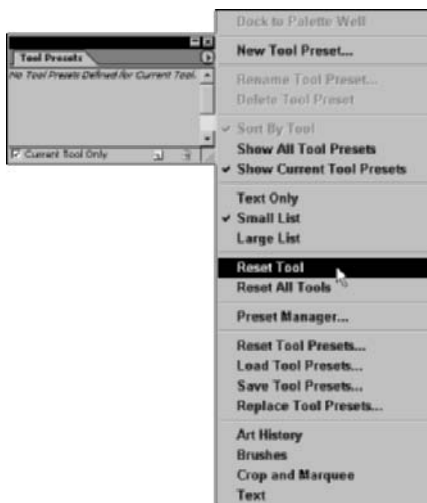 Tool Presets
No Tool Presets Defined for Current Tool.
Current Tool Only
Dock to Palette Well
New Tool Preset...
Rename Tool Preset...
Delete Tool Preset
Sort By Tool
Show All Tool Presets
Show Current Tool Presets
Text Only
Small List
Large List
Reset Tool
Reset All Tools
Preset Manager...
Reset Tool Presets...
Load Tool Presets...
Save Tool Presets...
Replace Tool Presets...
Art History
Brushes
Crop and Marquee
Text